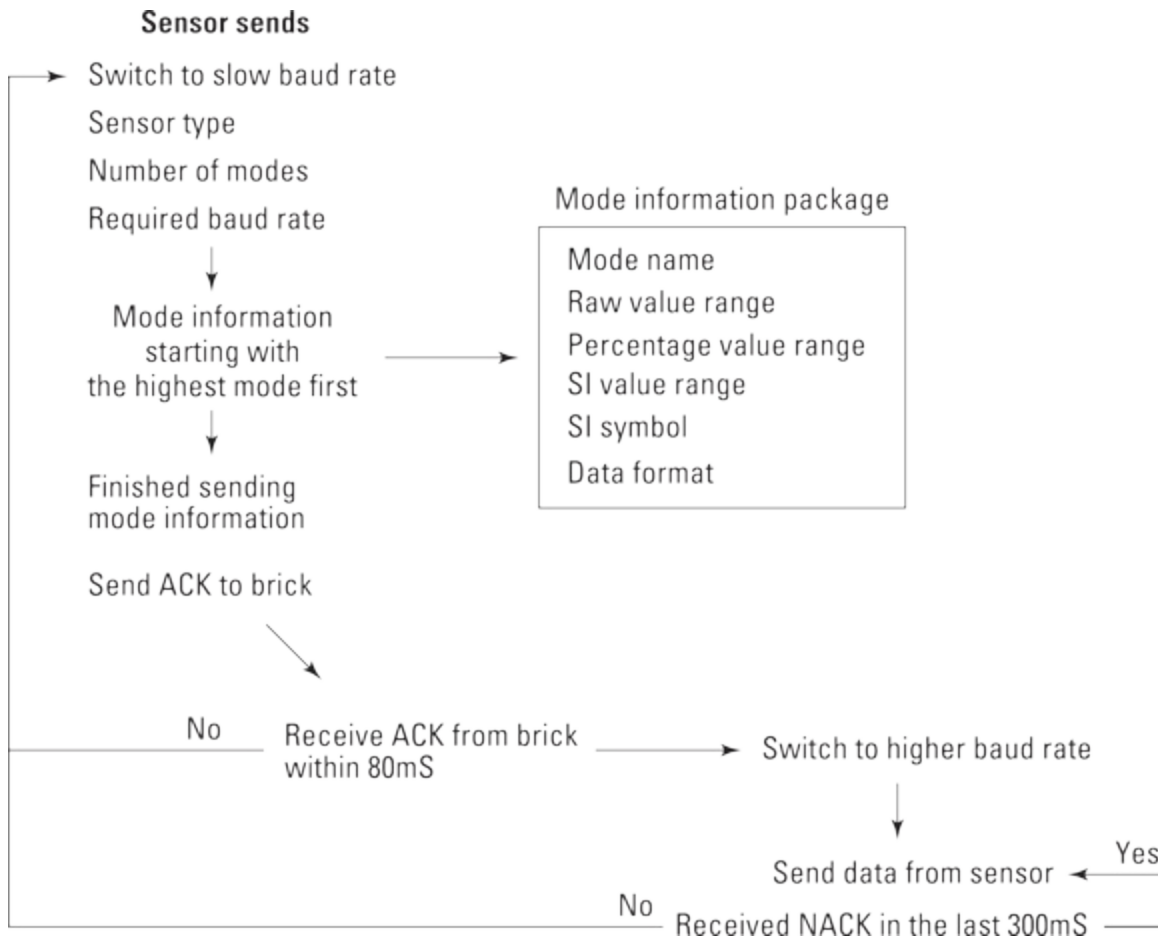 Sensor sends
Switch to slow baud rate
Sensor type
Number of modes
Required baud rate
Mode information
starting with
the highest mode first
Mode information package
Mode name
Raw value range
Percentage value range
SI value range
SI symbol
Data format
Finished sending
mode information
Send ACK to brick
No
Receive ACK from brick
within 80mS
Switch to higher baud rate
Send data from sensor
Yes
No
Received NACK in the last 300mS